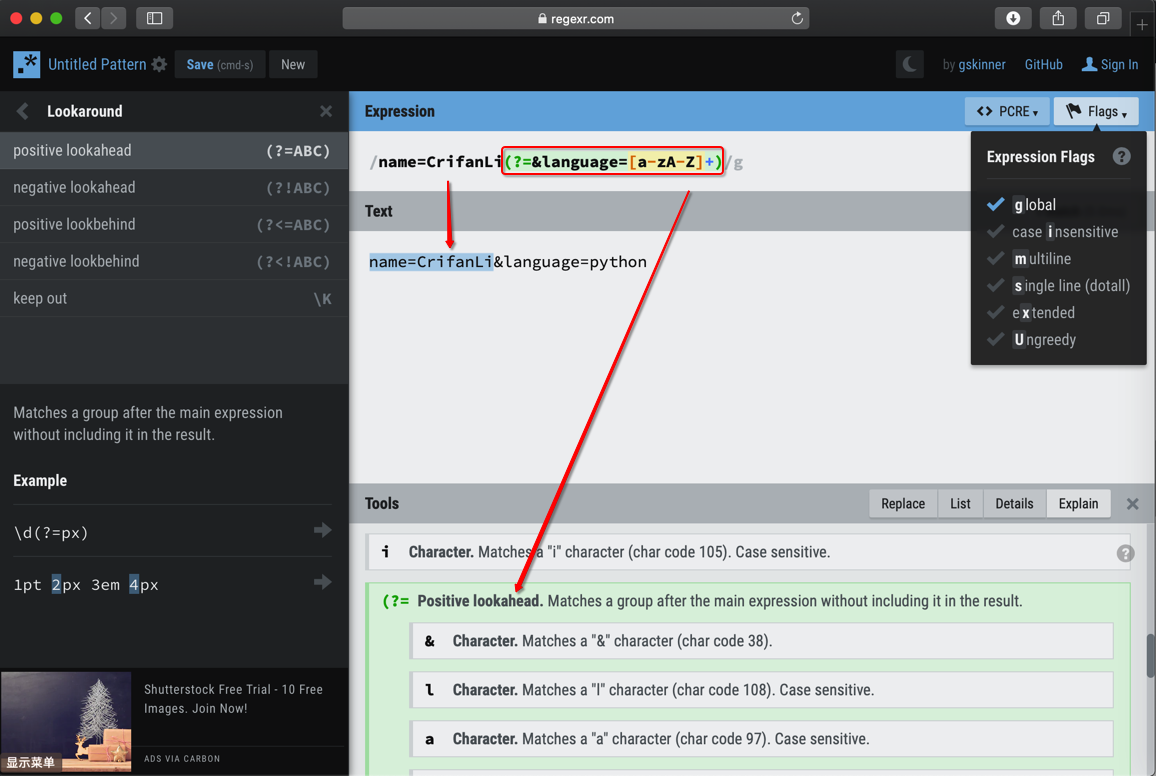 regexr.com
Untitled Pattern
Save (cmd-s)
New
by gskinner
GitHub
Sign In
Lookaround
positive lookahead (?=ABC)
negative lookahead (?!ABC)
positive lookbehind (?<=ABC)
negative lookbehind (?<!ABC)
keep out \K
Matches a group after the main expression
without including it in the result.
Example
\d(?=px)
1pt 2px 3em 4px
Shutterstock Free Trial - 10 Free
Images. Join Now!
ADS VIA CARBON
显示菜单
Expression
<> PCRE
Flags
/name=CrifanLi(?=&language=[a-zA-Z]+)/g
Expression Flags ?
global
case insensitive
multiline
single line (dotall)
extended
Ungreedy
Text
name=CrifanLi&language=python
Tools
Replace
List
Details
Explain
i Character. Matches a "i" character (char code 105). Case sensitive.
?
(?= Positive lookahead. Matches a group after the main expression without including it in the result.
& Character. Matches a "&" character (char code 38).
l Character. Matches a "l" character (char code 108). Case sensitive.
a Character. Matches a "a" character (char code 97). Case sensitive.